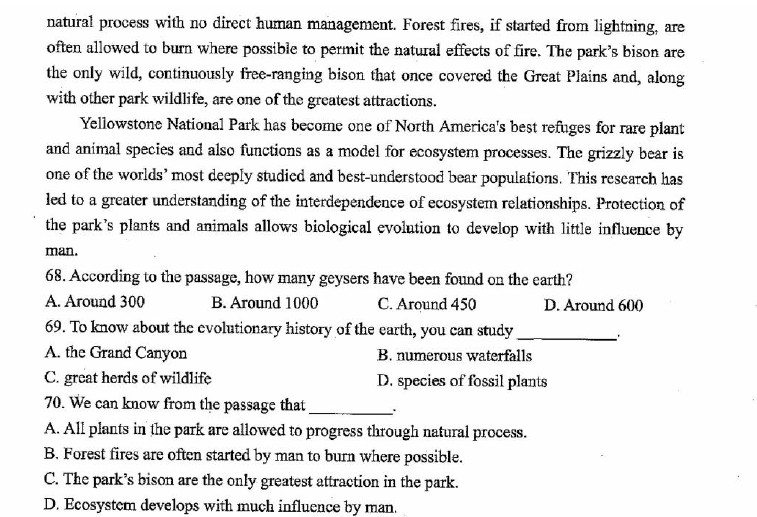 natural process with no direct human management. Forest fires, if started from lightning, are
often allowed to burn where possible to permit the natural effects of fire. The park's bison are
the only wild, continuously free-ranging bison that once covered the Great Plains and, along
with other park wildlife, are one of the greatest attractions.
Yellowstone National Park has become one of North America's best refuges for rare plant
and animal species and also functions as a model for ecosystem processes. The grizzly bear is
one of the worlds' most deeply studied and best-understood bear populations. This research has
led to a greater understanding of the interdependence of ecosystem relationships. Protection of
the park's plants and animals allows biological evolution to develop with little influence by
man.
68. According to the passage, how many geysers have been found on the earth?
A. Around 300 B. Around 1000 C. Around 450 D. Around 600
69. To know about the evolutionary history of the earth, you can study ____________.
A. the Grand Canyon B. numerous waterfalls
C. great herds of wildlife D. species of fossil plants
70. We can know from the passage that __________.
A. All plants in the park are allowed to progress through natural process.
B. Forest fires are often started by man to burn where possible.
C. The park's bison are the only greatest attraction in the park.
D. Ecosystem develops with much influence by man.